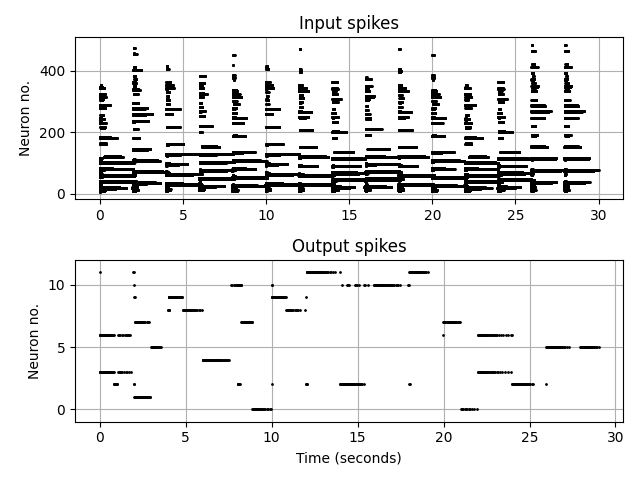 Input spikes
Neuron no.
400
200
0
0 5 10 15 20 25 30
Output spikes
Neuron no.
10
5
0
0 5 10 15 20 25 30
Time (seconds)